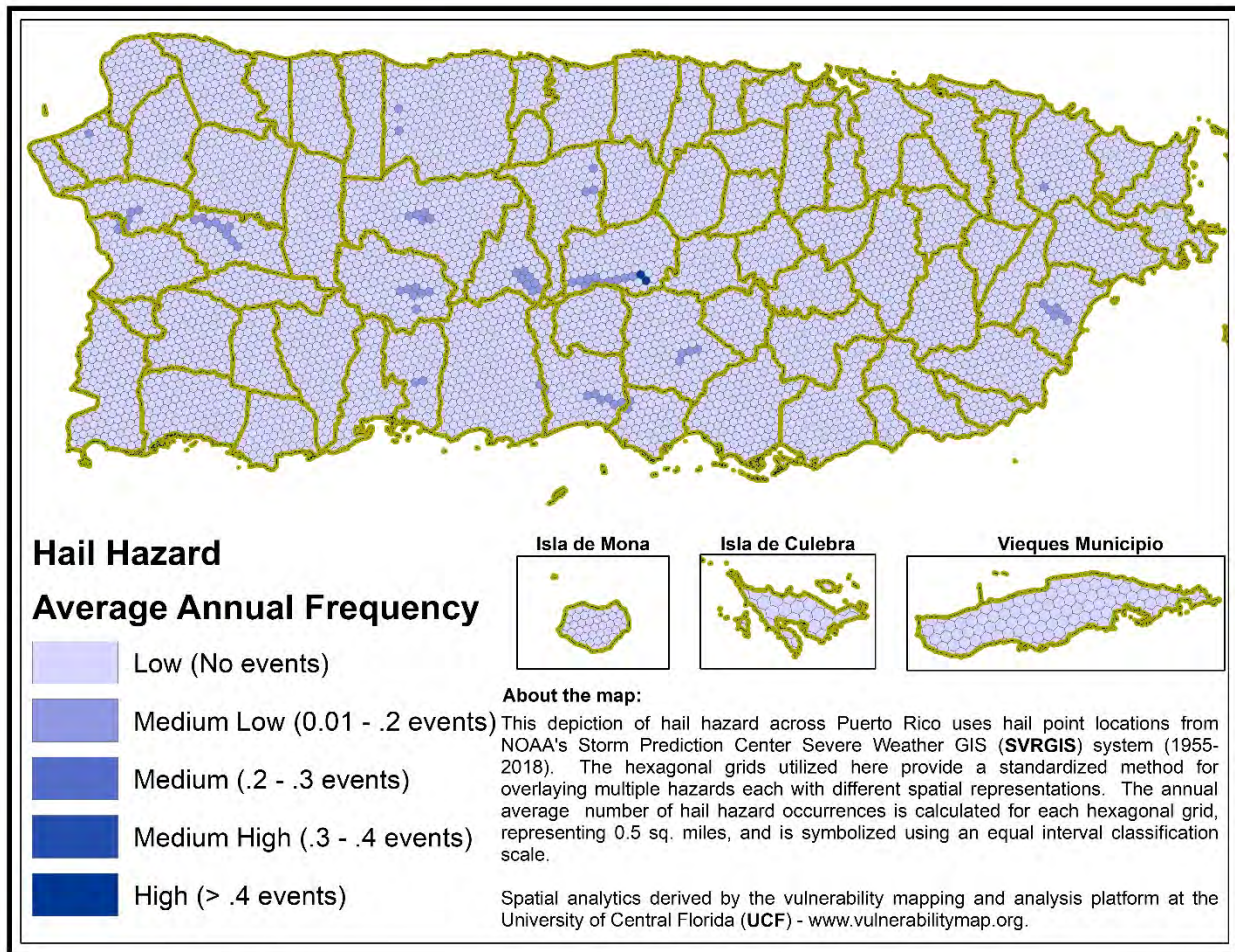 Isla de Mona
Isla de Culebra
Vieques Municipio
Hail Hazard
Average Annual Frequency
Low (No events)
Medium Low (0.01 - .2 events)
Medium (.2 - .3 events)
Medium High (.3 - .4 events)
High (> .4 events)
About the map:
This depiction of hail hazard across Puerto Rico uses hail point locations from
NOAA's Storm Prediction Center Severe Weather GIS (SVRGIS) system (1955-
2018). The hexagonal grids utilized here provide a standardized method for
overlaying multiple hazards each with different spatial representations. The annual
average number of hail hazard occurrences is calculated for each hexagonal grid,
representing 0.5 sq. miles, and is symbolized using an equal interval classification
scale.
Spatial analytics derived by the vulnerability mapping and analysis platform at the
University of Central Florida (UCF) - www.vulnerabilitymap.org.